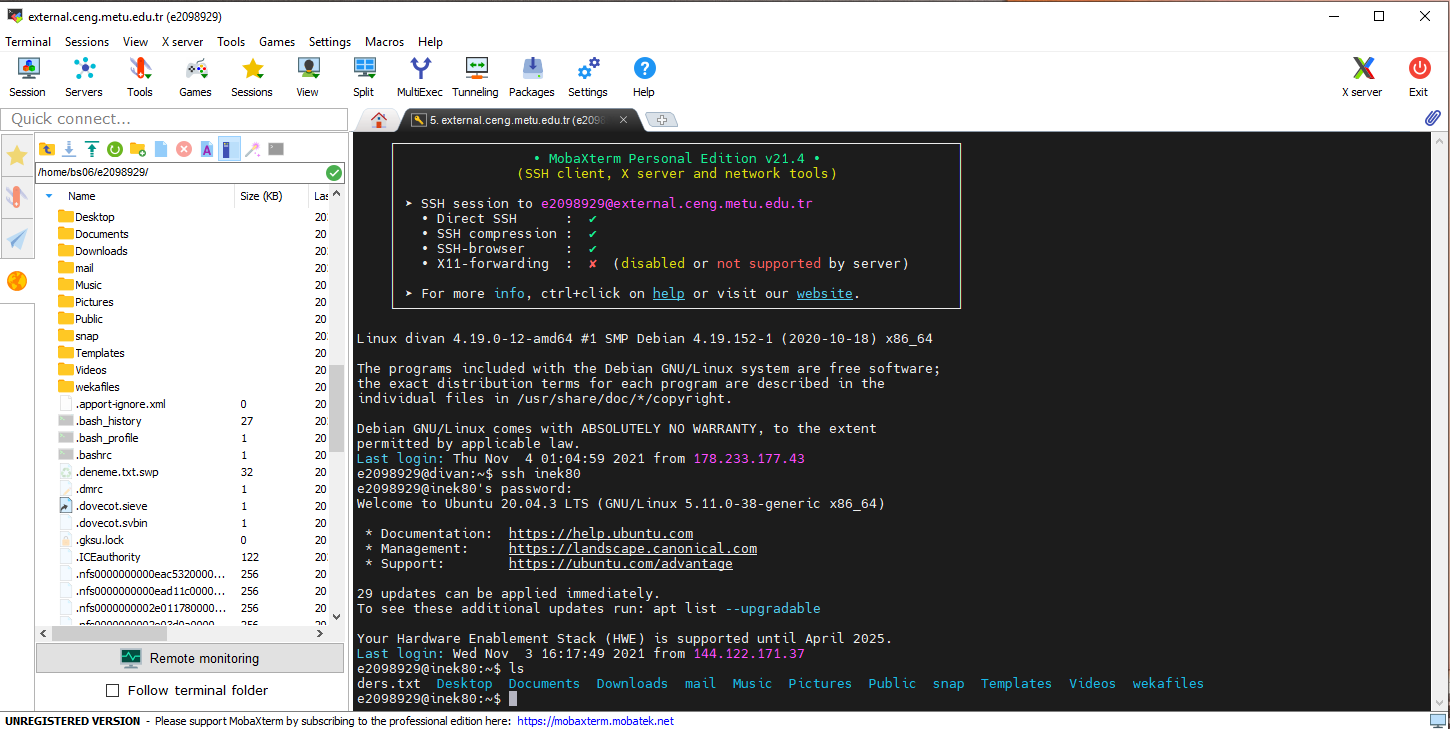 external.ceng.metu.edu.tr (e2098929)
Terminal Sessions View X server Tools Games Settings Macros Help
Session Servers Tools Games Sessions View Split MultiExec Tunneling Packages Settings Help X server Exit
Quick connect...
5. external.ceng.metu.edu.tr (e2098
/home/bs06/e2098929/
Name Size (KB) Las
Desktop 20
Documents 20
Downloads 20
mail 20
Music 20
Pictures 20
Public 20
snap 20
Templates 20
Videos 20
wekafiles 20
.apport-ignore.xml 0 20
.bash_history 27 20
.bash_profile 1 20
.bashrc 1 20
.deneme.txt.swp 32 20
.dmrc 1 20
.dovecot.sieve 1 20
.dovecot.svbin 1 20
.gksu.lock 0 20
.ICEauthority 122 20
.nfs0000000000eac5320000... 256 20
.nfs0000000000ead11c0000... 256 20
.nfs0000000002e011780000... 256 20
Remote monitoring
Follow terminal folder
• MobaXterm Personal Edition v21.4 •
(SSH client, X server and network tools)
➤ SSH session to e2098929@external.ceng.metu.edu.tr
• Direct SSH : ✔
• SSH compression : ✔
• SSH-browser : ✔
• X11-forwarding : ✘ (disabled or not supported by server)
➤ For more info, ctrl+click on help or visit our website.
Linux divan 4.19.0-12-amd64 #1 SMP Debian 4.19.152-1 (2020-10-18) x86_64
The programs included with the Debian GNU/Linux system are free software;
the exact distribution terms for each program are described in the
individual files in /usr/share/doc/*/copyright.
Debian GNU/Linux comes with ABSOLUTELY NO WARRANTY, to the extent
permitted by applicable law.
Last login: Thu Nov  4 01:04:59 2021 from 178.233.177.43
e2098929@divan:~$ ssh inek80
e2098929@inek80's password:
Welcome to Ubuntu 20.04.3 LTS (GNU/Linux 5.11.0-38-generic x86_64)
* Documentation: https://help.ubuntu.com
* Management: https://landscape.canonical.com
* Support: https://ubuntu.com/advantage
29 updates can be applied immediately.
To see these additional updates run: apt list --upgradable
Your Hardware Enablement Stack (HWE) is supported until April 2025.
Last login: Wed Nov  3 16:17:49 2021 from 144.122.171.37
e2098929@inek80:~$ ls
ders.txt Desktop Documents Downloads mail Music Pictures Public snap Templates Videos wekafiles
e2098929@inek80:~$
UNREGISTERED VERSION - Please support MobaXterm by subscribing to the professional edition here: https://mobaxterm.mobatek.net